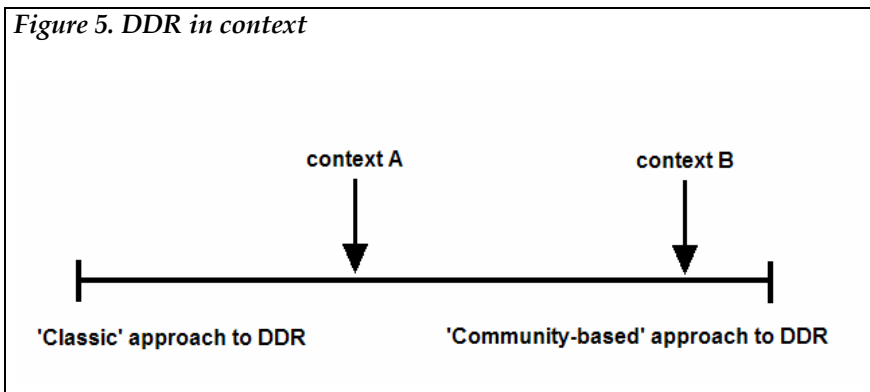 Figure 5. DDR in context
context A
context B
'Classic' approach to DDR
'Community-based' approach to DDR